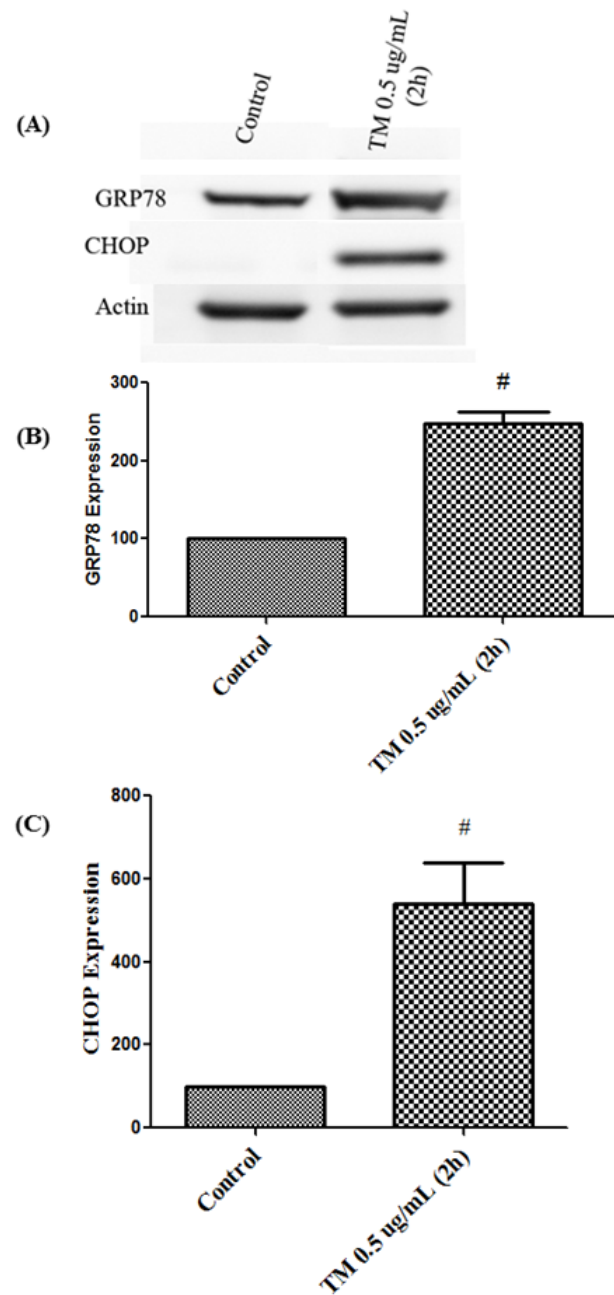 (A)
Control
TM 0.5 ug/mL
(2h)
GRP78
CHOP
Actin
(B)
GRP78 Expression
300
200
100
0
#
Control
TM 0.5 ug/mL (2h)
(C)
CHOP Expression
800
600
400
200
0
#
Control
TM 0.5 ug/mL (2h)